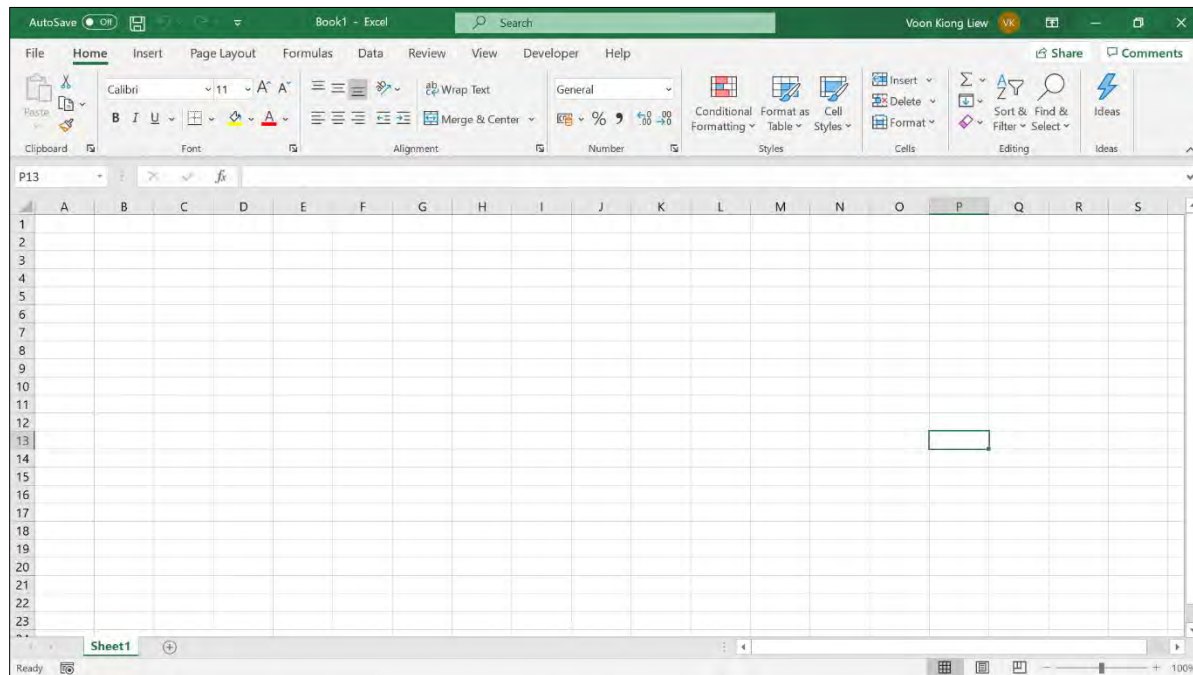 AutoSave Off Book1 - Excel Search Voon Kiong Liew VK
File Home Insert Page Layout Formulas Data Review View Developer Help Share Comments
Paste
Calibri 11 A A
B I U A
ab Wrap Text
Merge & Center
General
% 9 .00
Conditional Formatting
Format as Table
Cell Styles
Insert
Delete
Format
Σ
Sort & Filter
Find & Select
Ideas
Clipboard Font Alignment Number Styles Cells Editing Ideas
P13 fx
A B C D E F G H I J K L M N O P Q R S
1
2
3
4
5
6
7
8
9
10
11
12
13
14
15
16
17
18
19
20
21
22
23
Sheet1
Ready 100%